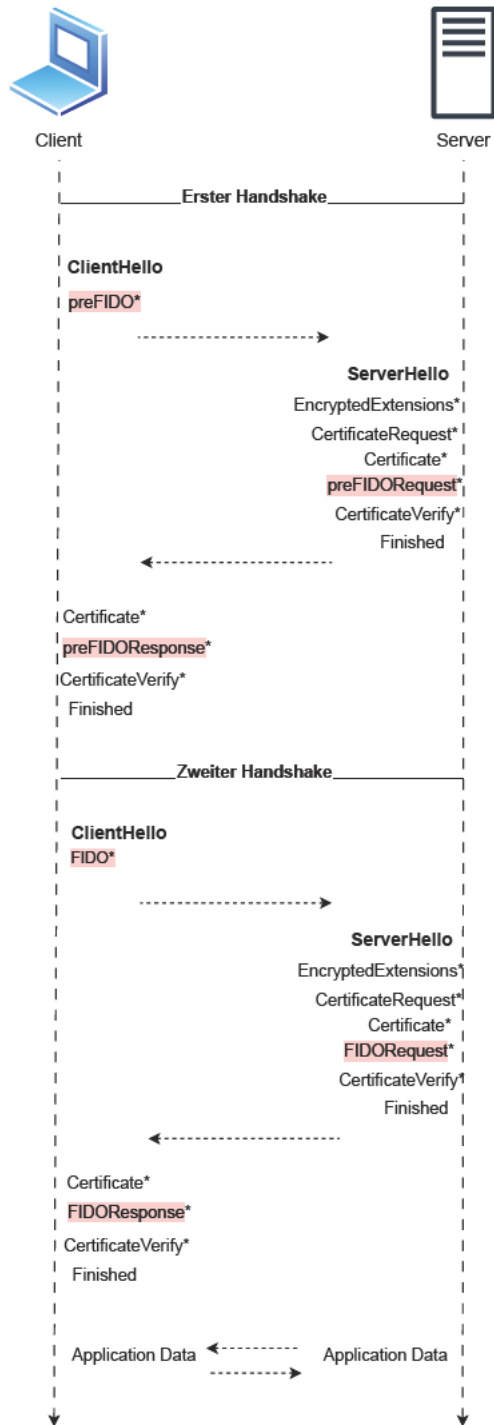 Client
Server
Erster Handshake
ClientHello
preFIDO*
ServerHello
EncryptedExtensions*
CertificateRequest*
Certificate*
preFIDORequest*
CertificateVerify*
Finished
Certificate*
preFIDOResponse*
CertificateVerify*
Finished
Zweiter Handshake
ClientHello
FIDO*
ServerHello
EncryptedExtensions*
CertificateRequest*
Certificate*
FIDORequest*
CertificateVerify*
Finished
Certificate*
FIDOResponse*
CertificateVerify*
Finished
Application Data
Application Data